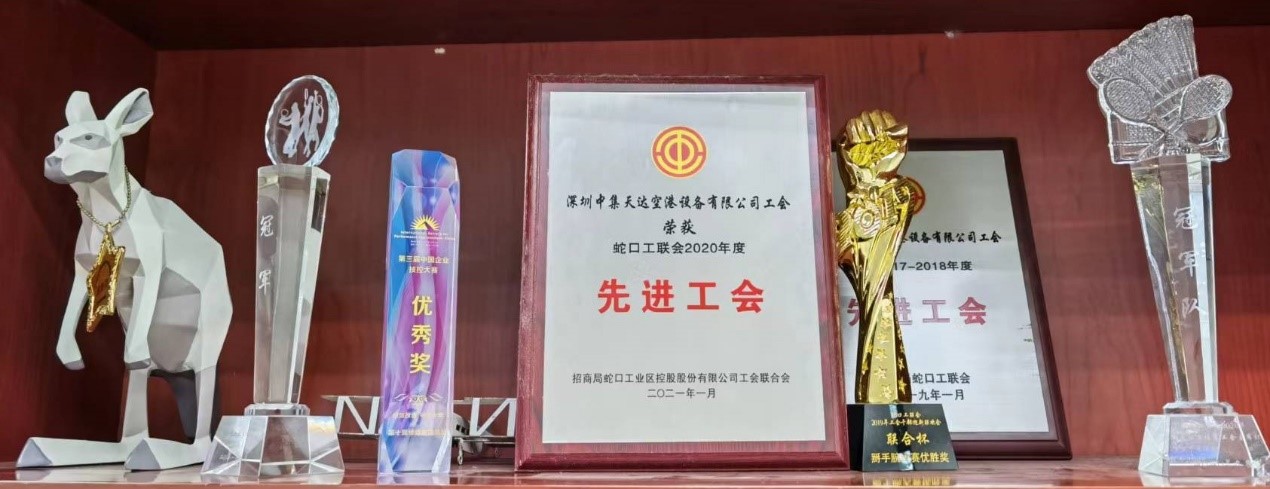 冠军
第三届中国企业
技控大赛
优秀奖
深圳中集天达空港设备有限公司工会
荣获
蛇口工联会2020年度
先进工会
招商局蛇口工业区控股股份有限公司工会联合会
二〇二一年一月
联合杯
掰手腕 赛优胜奖
设备有限公司工会
17-2018年度
进工会
蛇口工联会
一九年一月
冠军队